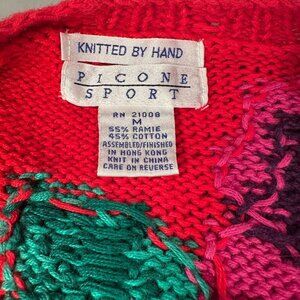 KNITTED BY HAND
PICONE
SPORT
RN 21008
M
55% RAMIE
45% COTTON
ASSEMBLED/FINISHED
IN HONG KONG
KNIT IN CHINA
CARE ON REVERSE